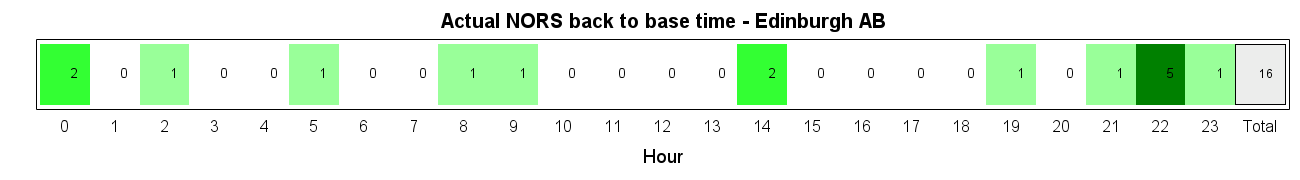 Actual NORS back to base time - Edinburgh AB
2 0 1 0 0 1 0 0 1 1 0 0 0 0 2 0 0 0 0 1 0 1 5 1 16
0 1 2 3 4 5 6 7 8 9 10 11 12 13 14 15 16 17 18 19 20 21 22 23 Total
Hour